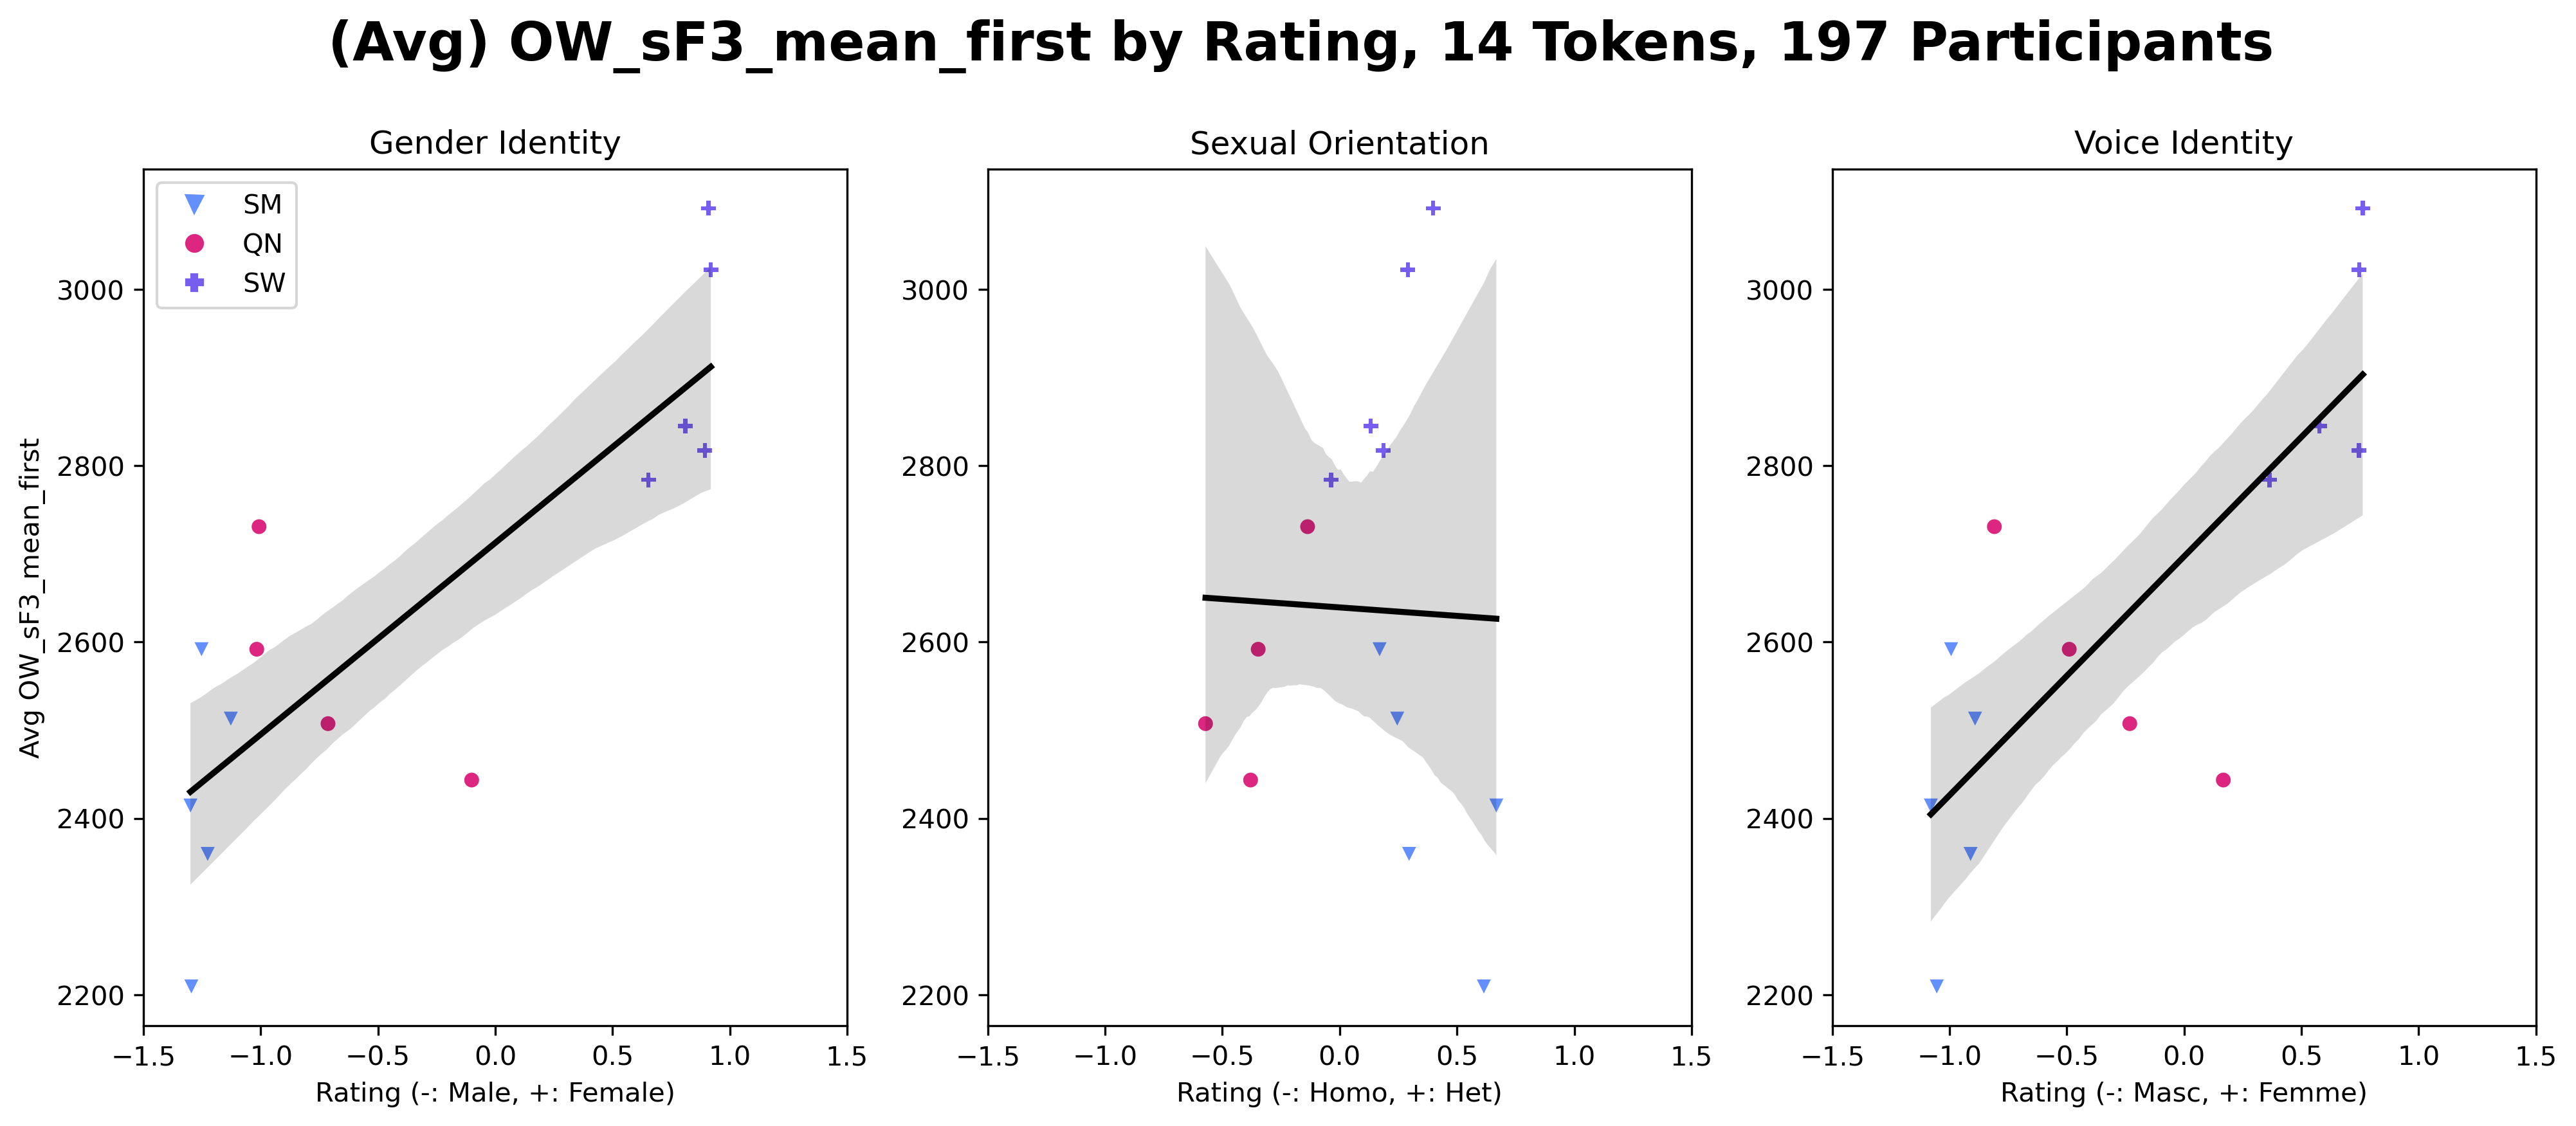 (Avg) OW_sF3_mean_first by Rating, 14 Tokens, 197 Participants
Gender Identity
Sexual Orientation
Voice Identity
SM
QN
SW
Avg OW_sF3_mean_first
3000
2800
2600
2400
2200
−1.5 −1.0 −0.5 0.0 0.5 1.0 1.5
Rating (-: Male, +: Female)
3000
2800
2600
2400
2200
−1.5 −1.0 −0.5 0.0 0.5 1.0 1.5
Rating (-: Homo, +: Het)
3000
2800
2600
2400
2200
−1.5 −1.0 −0.5 0.0 0.5 1.0 1.5
Rating (-: Masc, +: Femme)